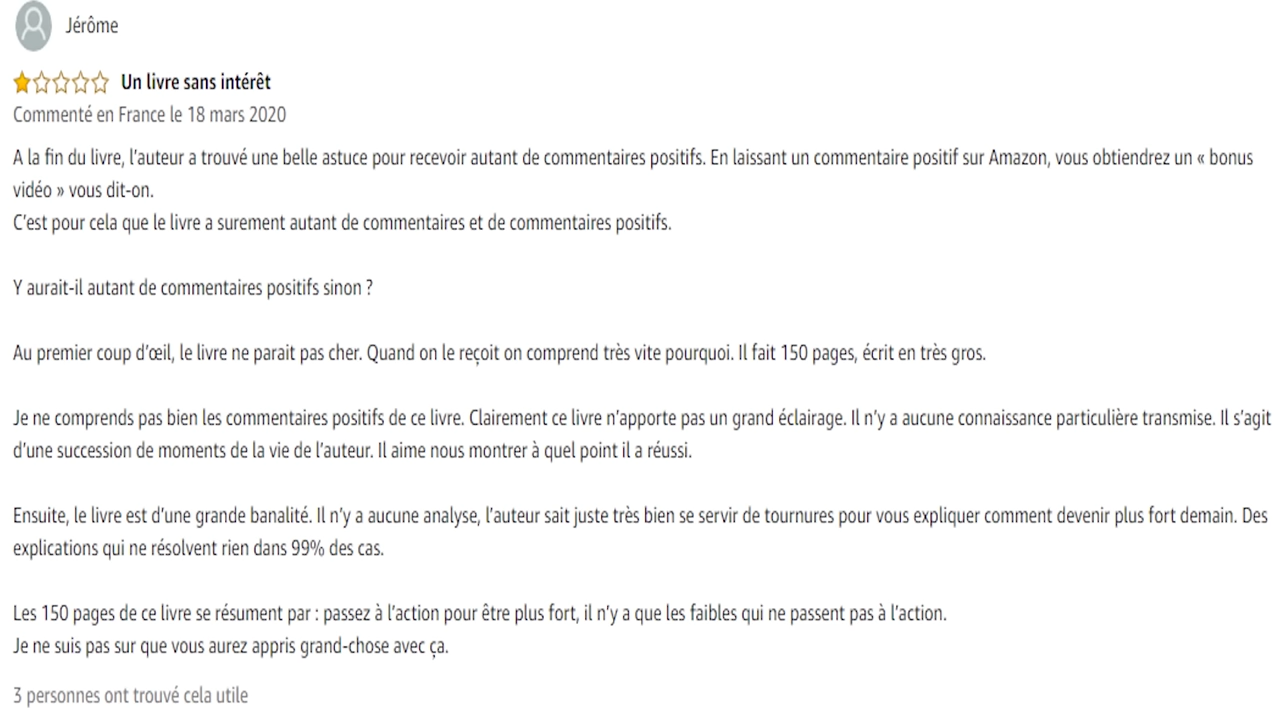 Jérôme
Un livre sans intérêt
Commenté en France le 18 mars 2020
A la fin du livre, l'auteur a trouvé une belle astuce pour recevoir autant de commentaires positifs. En laissant un commentaire positif sur Amazon, vous obtiendrez un « bonus
vidéo » vous dit-on.
C'est pour cela que le livre a surement autant de commentaires et de commentaires positifs.
Y aurait-il autant de commentaires positifs sinon ?
Au premier coup d'œil, le livre ne parait pas cher. Quand on le reçoit on comprend très vite pourquoi. Il fait 150 pages, écrit en très gros.
Je ne comprends pas bien les commentaires positifs de ce livre. Clairement ce livre n'apporte pas un grand éclairage. Il n'y a aucune connaissance particulière transmise. Il s'agit
d'une succession de moments de la vie de l'auteur. Il aime nous montrer à quel point il a réussi.
Ensuite, le livre est d'une grande banalité. Il n'y a aucune analyse, l'auteur sait juste très bien se servir de tournures pour vous expliquer comment devenir plus fort demain. Des
explications qui ne résolvent rien dans 99% des cas.
Les 150 pages de ce livre se résument par : passez à l'action pour être plus fort, il n'y a que les faibles qui ne passent pas à l'action.
Je ne suis pas sur que vous aurez appris grand-chose avec ça.
3 personnes ont trouvé cela utile